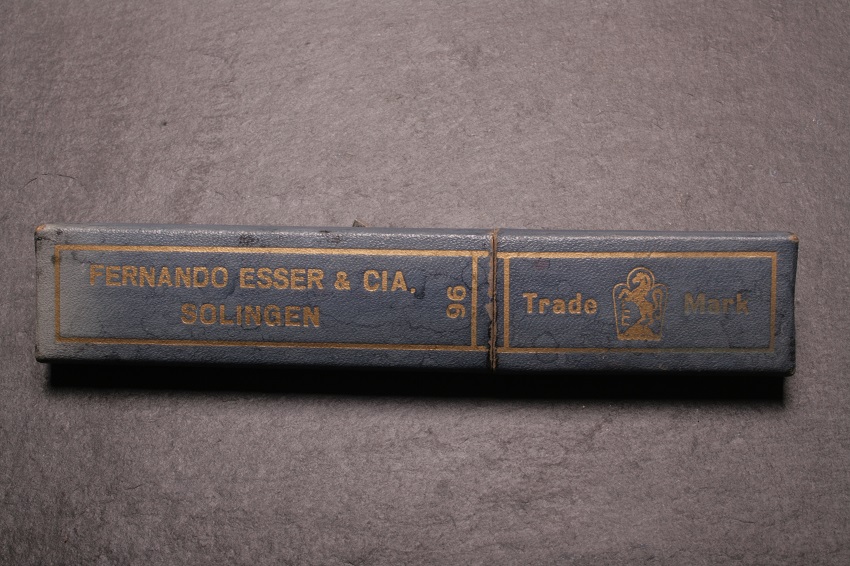 FERNANDO ESSER & CIA.
SOLINGEN
96
Trade Mark